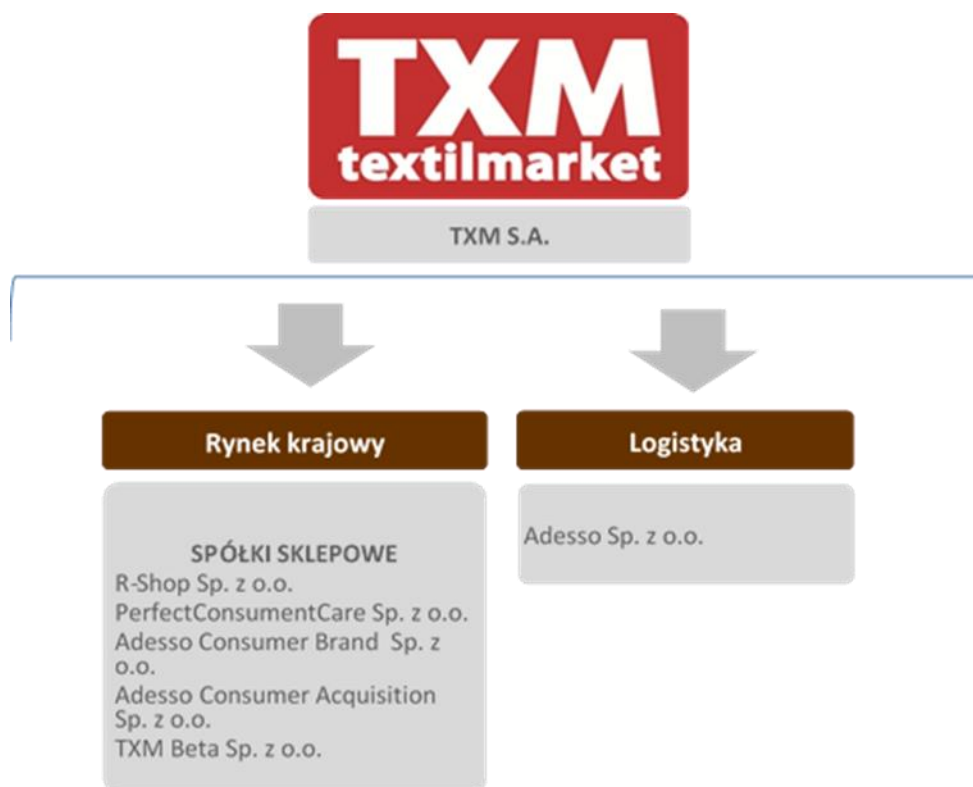 TXM
textilmarket
TXM S.A.
Rynek krajowy
Logistyka
SPÓŁKI SKLEPOWE
R-Shop Sp. z o.o.
PerfectConsumentCare Sp. z o.o.
Adesso Consumer Brand  Sp. z
o.o.
Adesso Consumer Acquisition
Sp. z o.o.
TXM Beta Sp. z o.o.
Adesso Sp. z o.o.